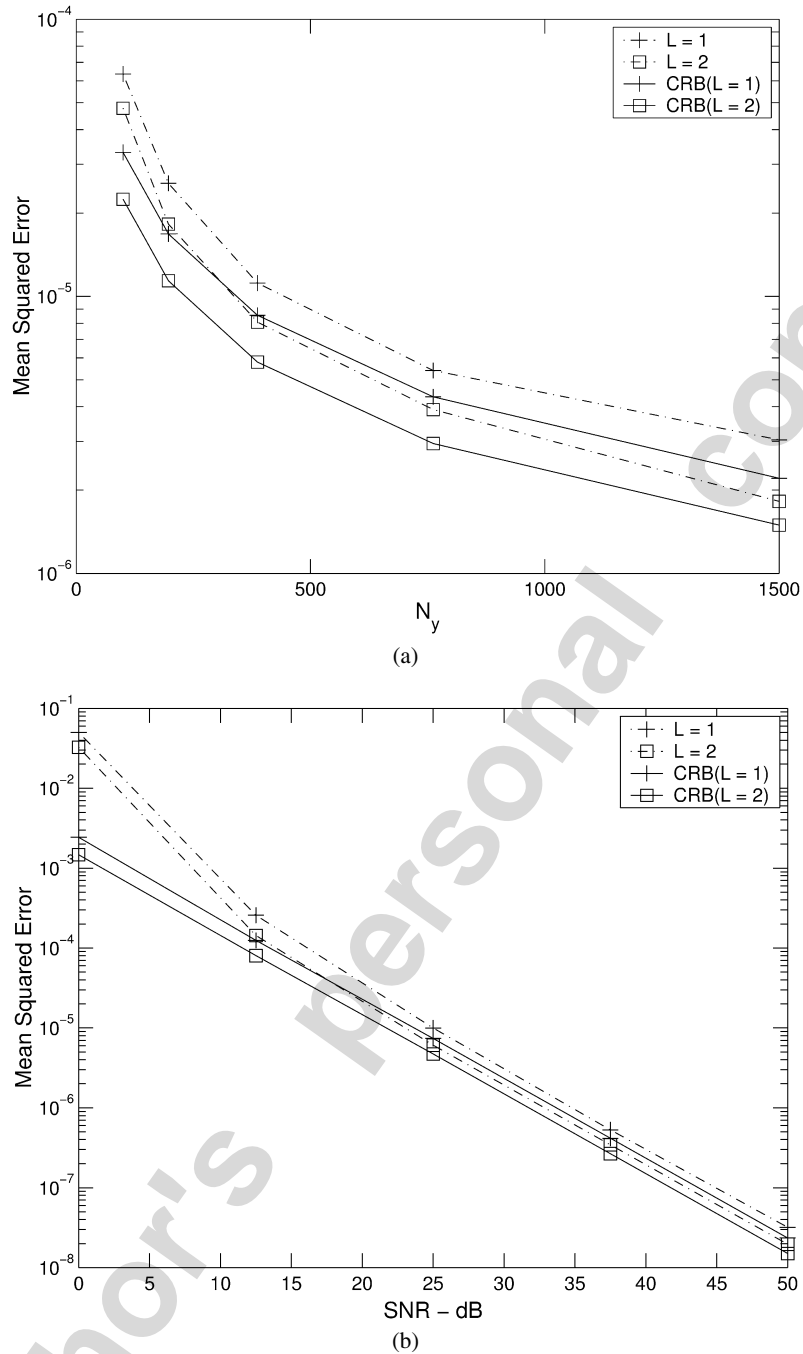 10^-4
L = 1
L = 2
CRB(L = 1)
CRB(L = 2)
Mean Squared Error
10^-5
10^-6
0 500 1000 1500
N_y
(a)
10^-1
L = 1
L = 2
CRB(L = 1)
CRB(L = 2)
10^-2
10^-3
10^-4
Mean Squared Error
10^-5
10^-6
10^-7
10^-8
0 5 10 15 20 25 30 35 40 45 50
SNR – dB
(b)
hor's personal cop